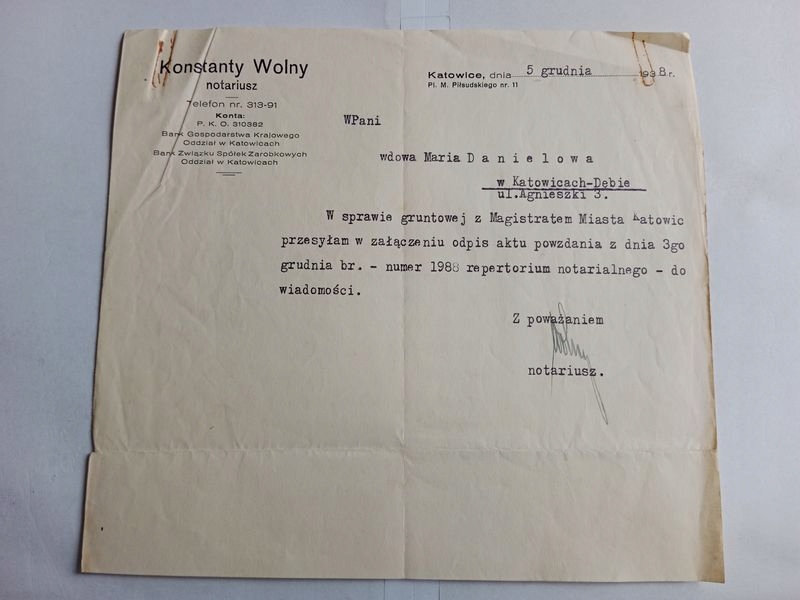 Konstanty Wolny
notariusz
Telefon nr. 313-91
Konta:
P. K. O. 310382
Bank Gospodarstwa Krajowego
Oddział w Katowicach
Bank Związku Spółek Zarobkowych
Oddział w Katowicach
Katowice, dnia 5 grudnia 1938.r.
Pl. M. Piłsudskiego nr. 11
WPani
wdowa Maria Danielowa
w Katowicach-Dębie
ul.Agnieszki 3.
W sprawie gruntowej z Magistratem Miasta Katowic
przesyłam w załączeniu odpis aktu powzdania z dnia 3go
grudnia br. - numer 1988 repertorium notarialnego - do
wiadomości.
Z poważaniem
Wolny
notariusz.